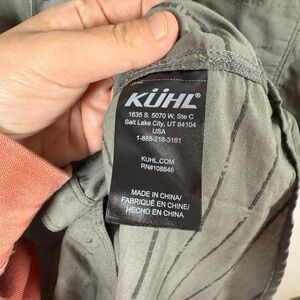 KÜHL®
1635 S. 5070 W, Ste C
Salt Lake City, UT 84104
USA
1-888-218-3181
KUHL.COM
RN#108846
MADE IN CHINA/
FABRIQUÉ EN CHINE/
HECHO EN CHINA